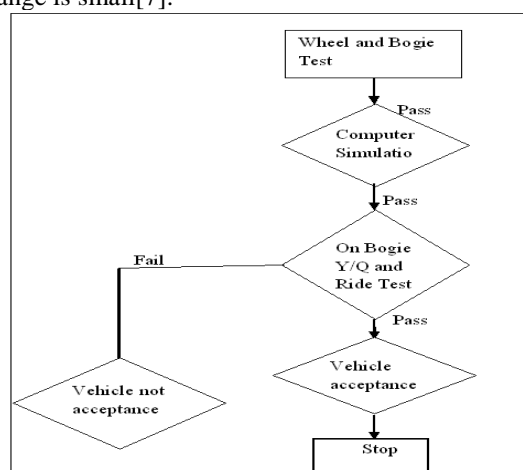 ange is small[7].
Wheel and Bogie
Test
Pass
Computer
Simulatio
Pass
On Bogie
Y/Q and
Ride Test
Fail
Pass
Vehicle not
acceptance
Vehicle
acceptance
Stop